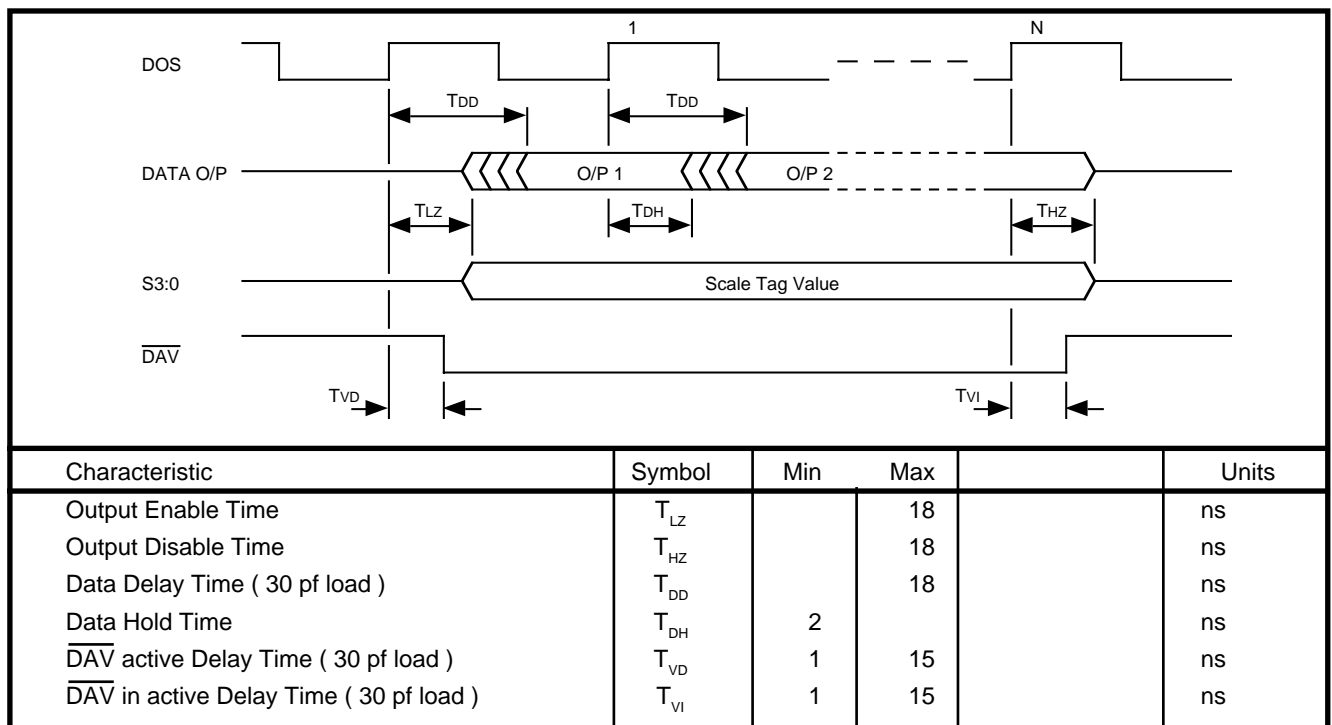 1 N
DOS
TDD TDD
DATA O/P O/P 1 O/P 2
TLZ TDH THZ
S3:0 Scale Tag Value
DAV
TVD TVI
Characteristic Symbol Min Max Units
Output Enable Time TLZ 18 ns
Output Disable Time THZ 18 ns
Data Delay Time ( 30 pf load ) TDD 18 ns
Data Hold Time TDH 2 ns
DAV active Delay Time ( 30 pf load ) TVD 1 15 ns
DAV in active Delay Time ( 30 pf load ) TVI 1 15 ns